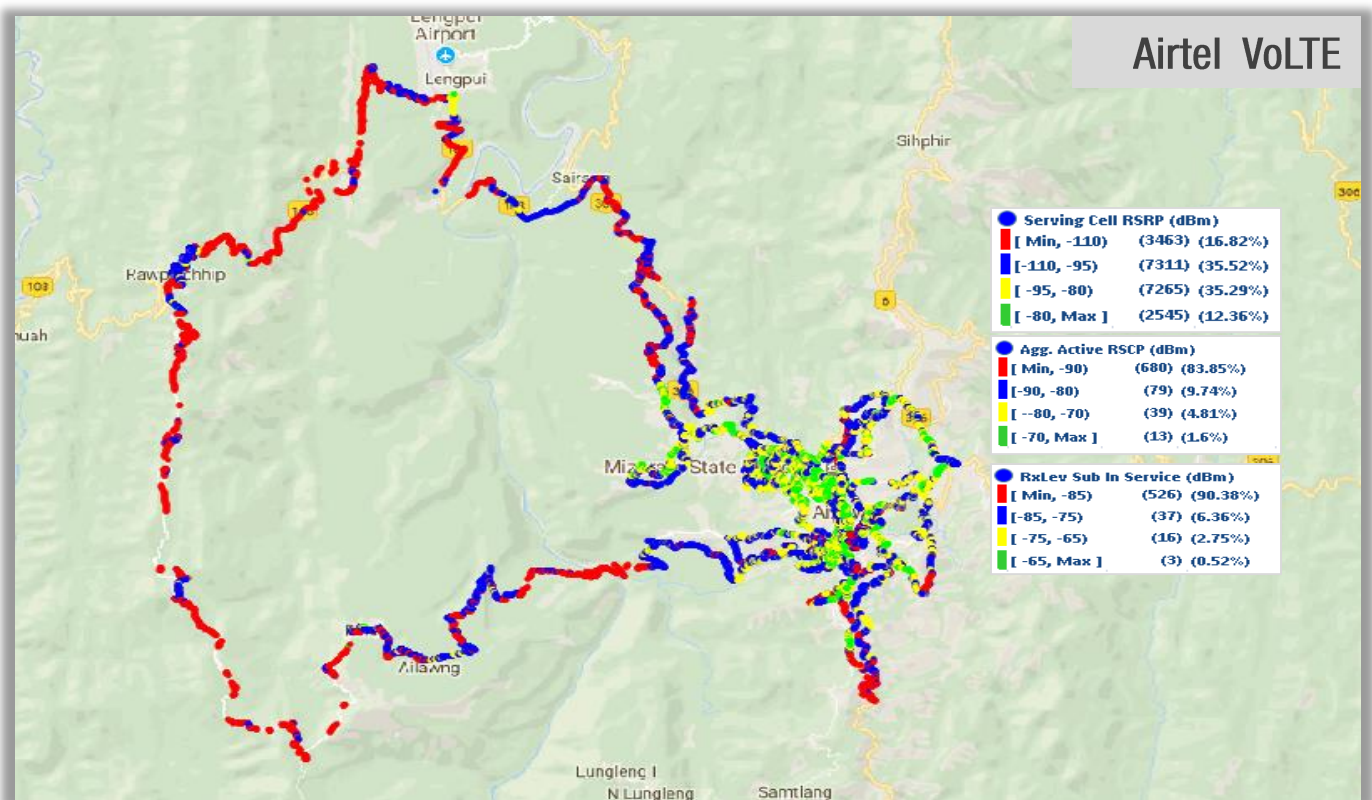 Lengpui
Airport
Airtel VoLTE
Lengpui
Sihphir
Sairang
306
103
6
Serving Cell RSRP (dBm)
[ Min, -110) (3463) (16.82%)
[-110, -95) (7311) (35.52%)
[ -95, -80) (7265) (35.29%)
[ -80, Max ] (2545) (12.36%)
nuah
Agg. Active RSCP (dBm)
[ Min, -90) (680) (83.85%)
[-90, -80) (79) (9.74%)
[ --80, -70) (39) (4.81%)
[ -70, Max ] (13) (1.6%)
State
RxLev Sub In Service (dBm)
[ Min, -85) (526) (90.38%)
[-85, -75) (37) (6.36%)
[ -75, -65) (16) (2.75%)
[ -65, Max ] (3) (0.52%)
Ailawng
Lungleng I
N Lungleng
Samtlang